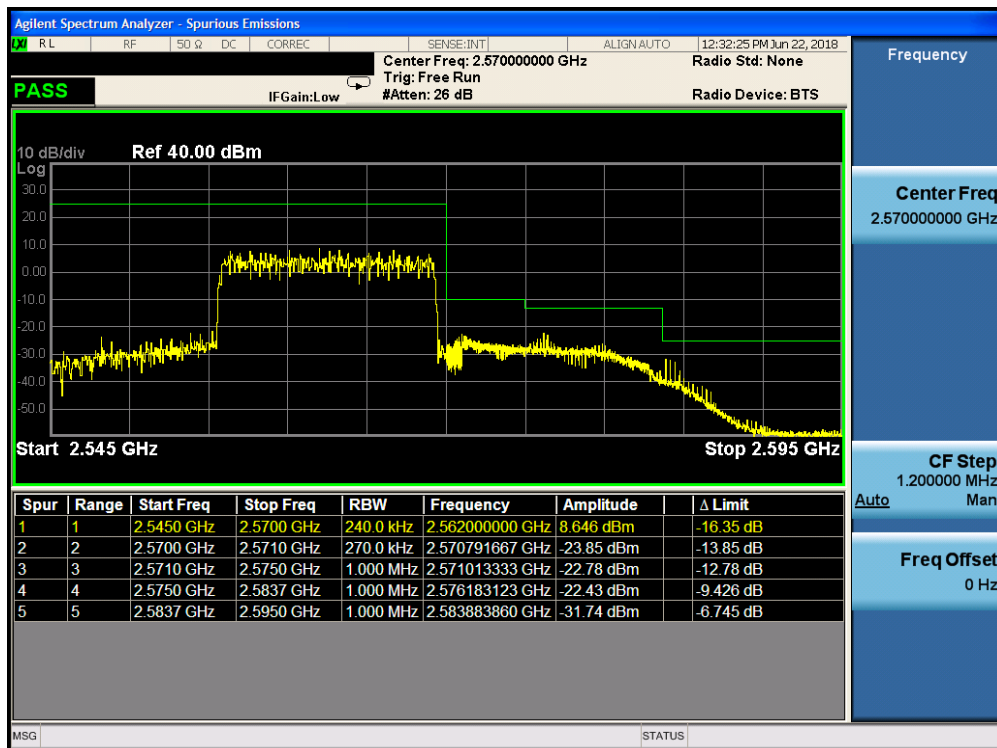 Agilent Spectrum Analyzer - Spurious Emissions
LXI RL RF 50 Ω DC CORREC SENSE:INT ALIGN AUTO 12:32:25 PM Jun 22, 2018
Center Freq: 2.570000000 GHz Radio Std: None
Trig: Free Run
PASS IFGain:Low #Atten: 26 dB Radio Device: BTS
10 dB/div Ref 40.00 dBm
Log
30.0
20.0
10.0
0.00
-10.0
-20.0
-30.0
-40.0
-50.0
Start 2.545 GHz Stop 2.595 GHz
Spur Range Start Freq Stop Freq RBW Frequency Amplitude Δ Limit
1 1 2.5450 GHz 2.5700 GHz 240.0 kHz 2.562000000 GHz 8.646 dBm -16.35 dB
2 2 2.5700 GHz 2.5710 GHz 270.0 kHz 2.570791667 GHz -23.85 dBm -13.85 dB
3 3 2.5710 GHz 2.5750 GHz 1.000 MHz 2.571013333 GHz -22.78 dBm -12.78 dB
4 4 2.5750 GHz 2.5837 GHz 1.000 MHz 2.576183123 GHz -22.43 dBm -9.426 dB
5 5 2.5837 GHz 2.5950 GHz 1.000 MHz 2.583883860 GHz -31.74 dBm -6.745 dB
MSG STATUS
Frequency
Center Freq
2.570000000 GHz
CF Step
1.200000 MHz
Auto Man
Freq Offset
0 Hz